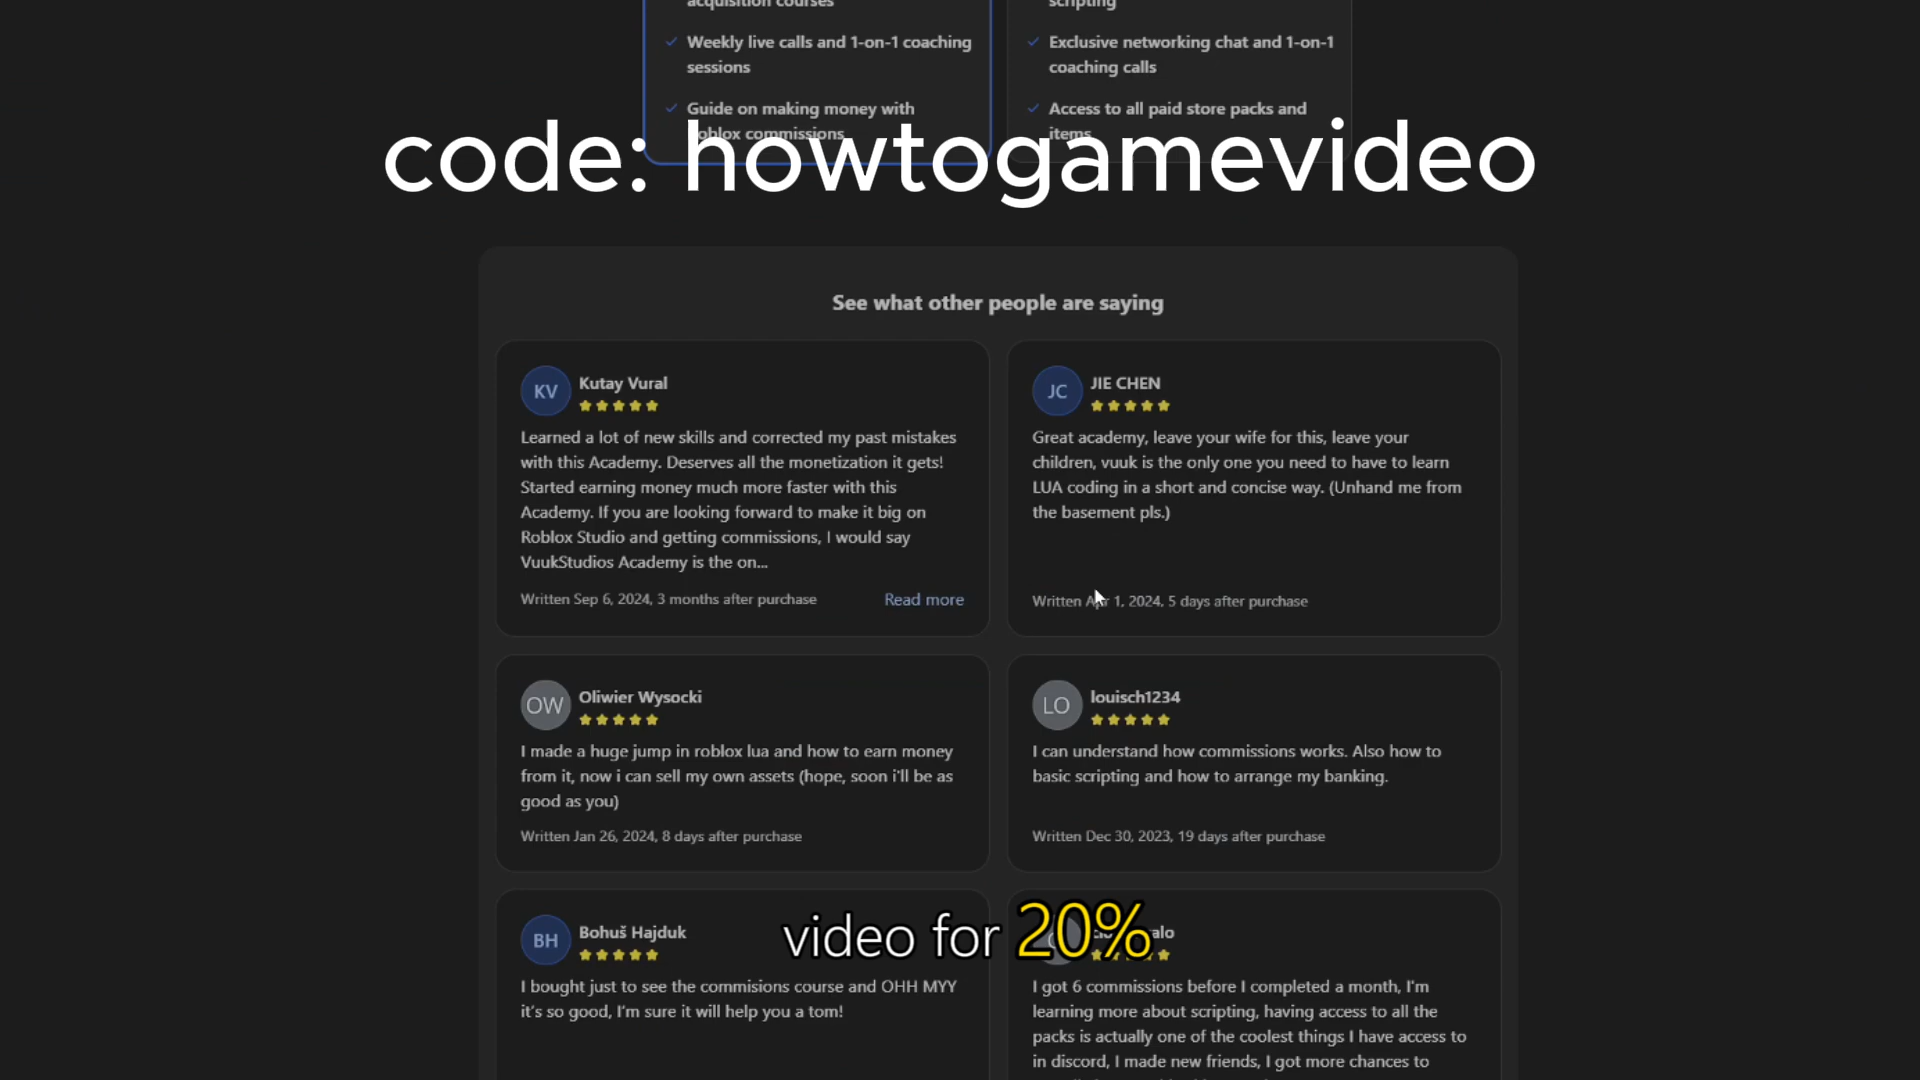 acquisition courses
Weekly live calls and 1-on-1 coaching
sessions
Guide on making money with
roblox commissions
scripting
Exclusive networking chat and 1-on-1
coaching calls
Access to all paid store packs and
items
code: howtogamevideo
See what other people are saying
KV
Kutay Vural
Learned a lot of new skills and corrected my past mistakes
with this Academy. Deserves all the monetization it gets!
Started earning money much more faster with this
Academy. If you are looking forward to make it big on
Roblox Studio and getting commissions, I would say
VuukStudios Academy is the on...
Written Sep 6, 2024, 3 months after purchase
Read more
JC
JIE CHEN
Great academy, leave your wife for this, leave your
children, vuuk is the only one you need to have to learn
LUA coding in a short and concise way. (Unhand me from
the basement pls.)
Written Apr 1, 2024, 5 days after purchase
OW
Oliwier Wysocki
I made a huge jump in roblox lua and how to earn money
from it, now i can sell my own assets (hope, soon i'll be as
good as you)
Written Jan 26, 2024, 8 days after purchase
LO
louisch1234
I can understand how commissions works. Also how to
basic scripting and how to arrange my banking.
Written Dec 30, 2023, 19 days after purchase
BH
Bohuš Hajduk
I bought just to see the commisions course and OHH MYY
it's so good, I'm sure it will help you a tom!
video for 20%
I got 6 commissions before I completed a month, I'm
learning more about scripting, having access to all the
packs is actually one of the coolest things I have access to
in discord, I made new friends, I got more chances to